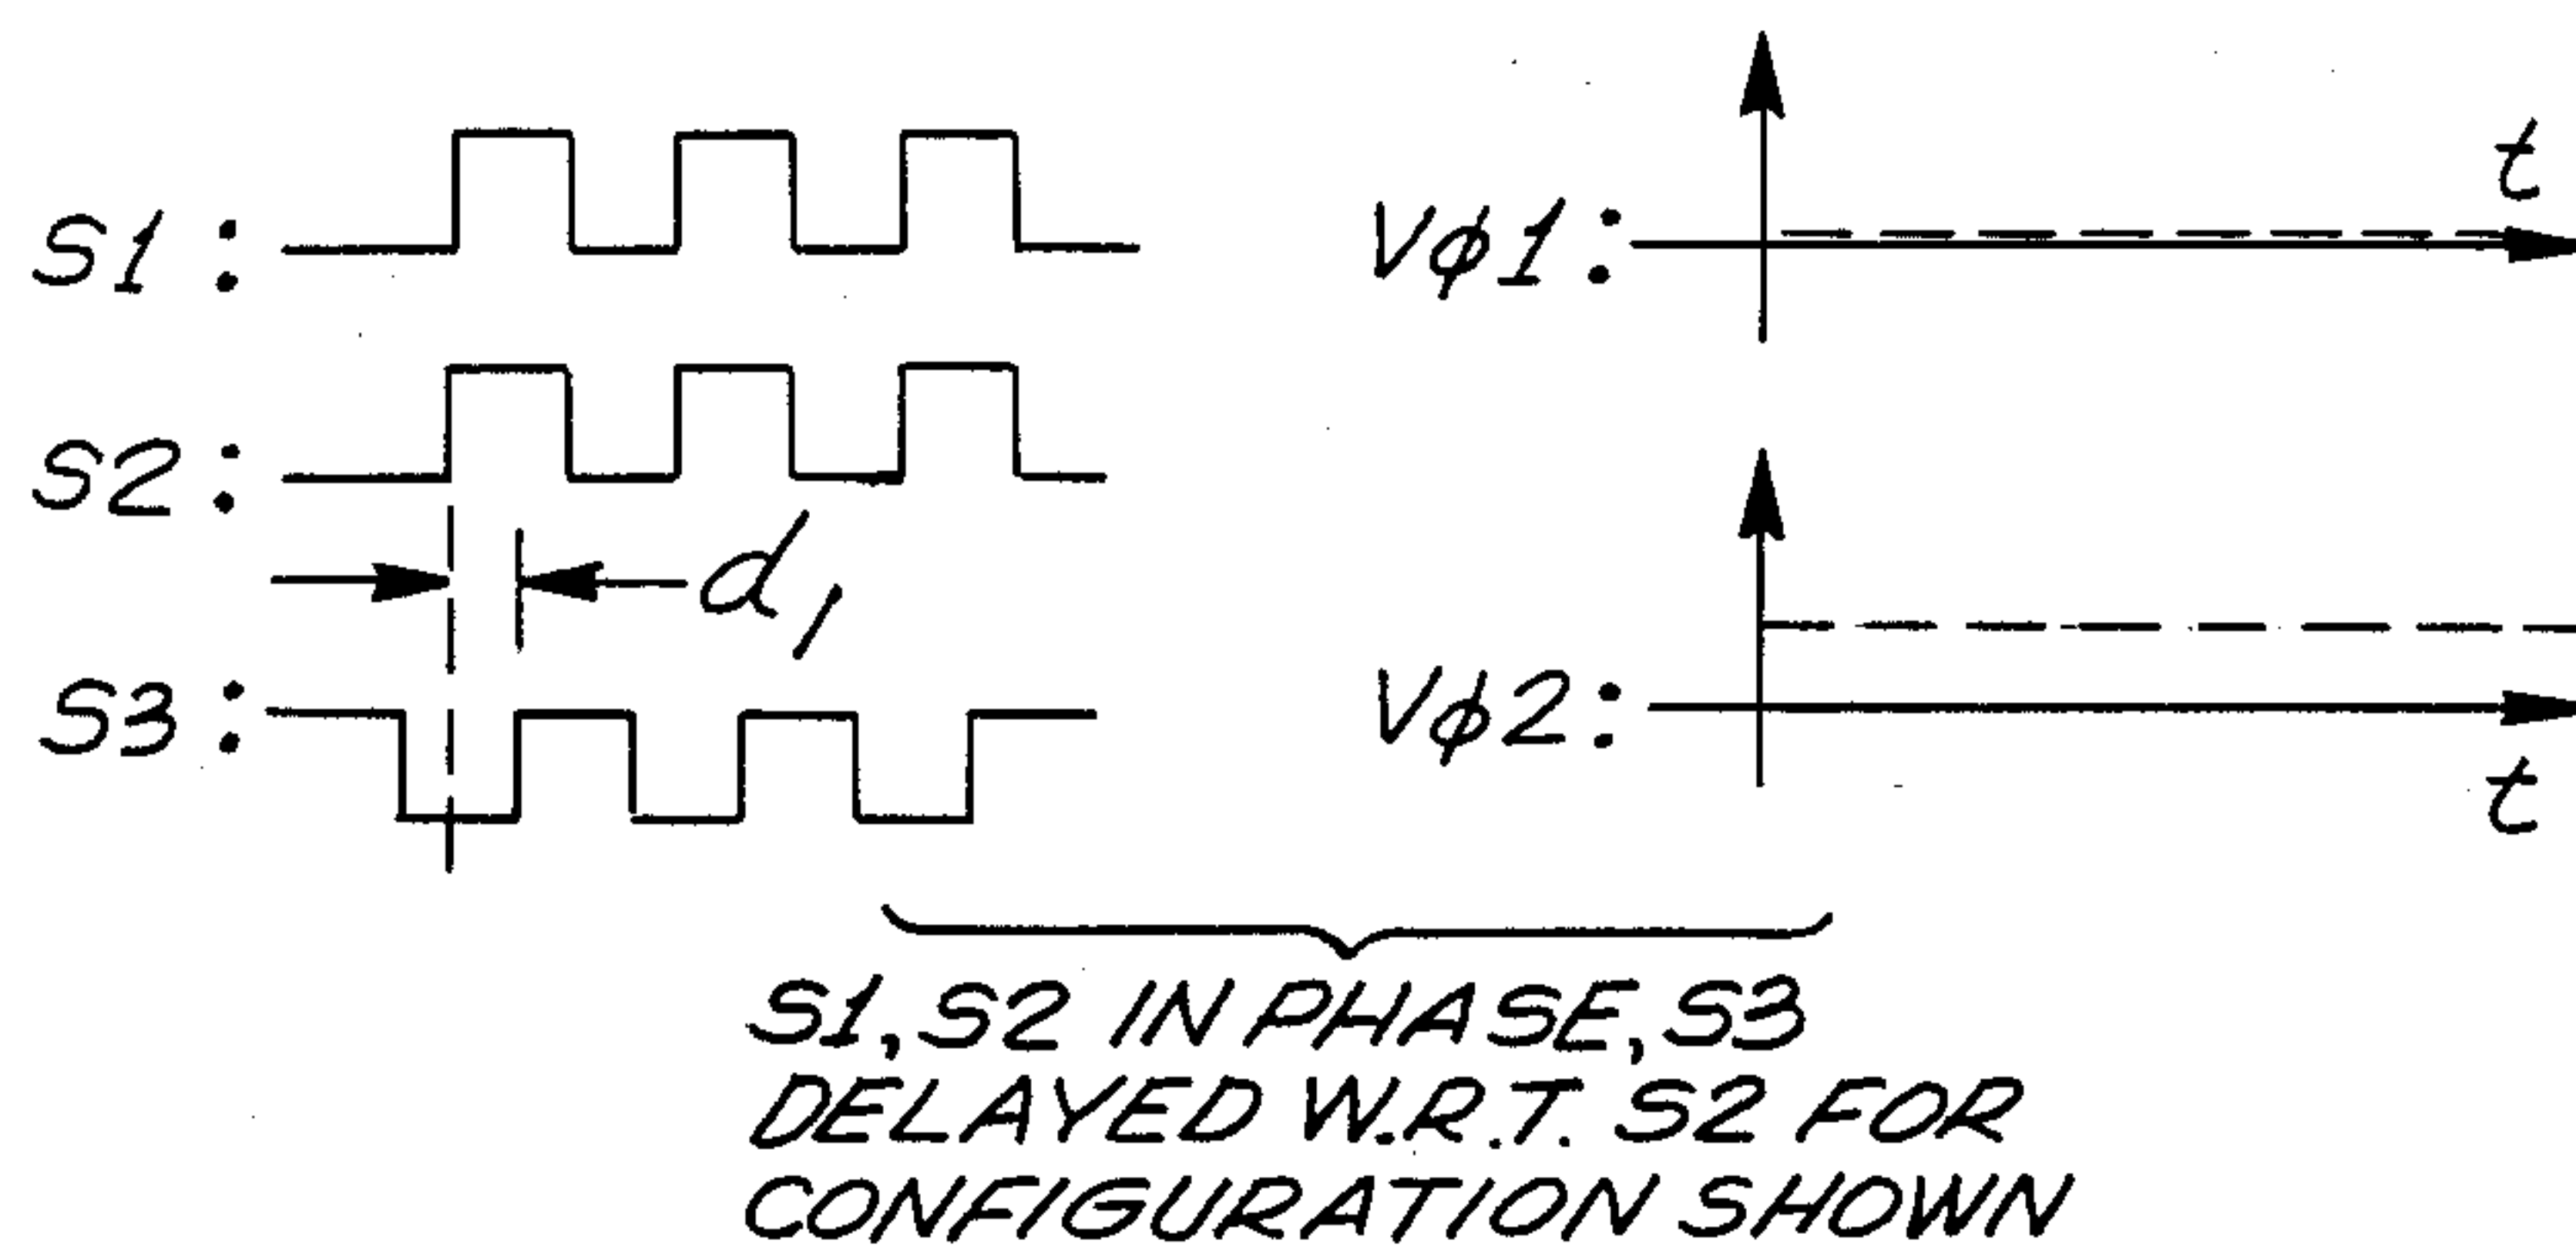 S1:
Vφ1:
t
S2:
d1
S3:
Vφ2:
t
S1, S2 IN PHASE, S3
DELAYED W.R.T. S2 FOR
CONFIGURATION SHOWN